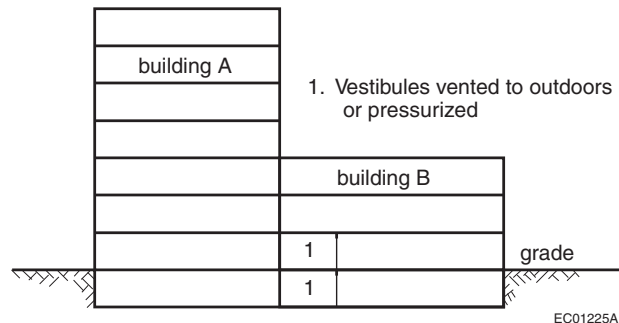 building A
1. Vestibules vented to outdoors
or pressurized
building B
1
grade
1
EC01225A